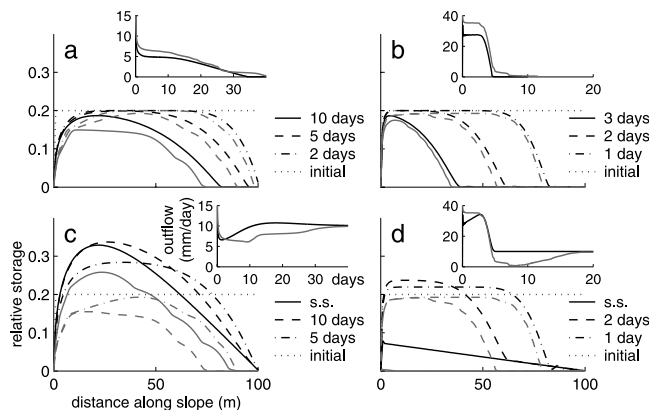 15
10
5
0
0 10 20 30 40
a
0.3
0.2
0.1
0
0 50 100
10 days
5 days
2 days
initial
40
20
0
0 10 20
b
0 50 100
3 days
2 days
1 day
initial
15
10
5
0
0 10 20 30 days
outflow
(mm/day)
c
relative storage
0.3
0.2
0.1
0
0 50 100
distance along slope (m)
s.s.
10 days
5 days
initial
40
20
0
0 10 20
d
0 50 100
s.s.
2 days
1 day
initial